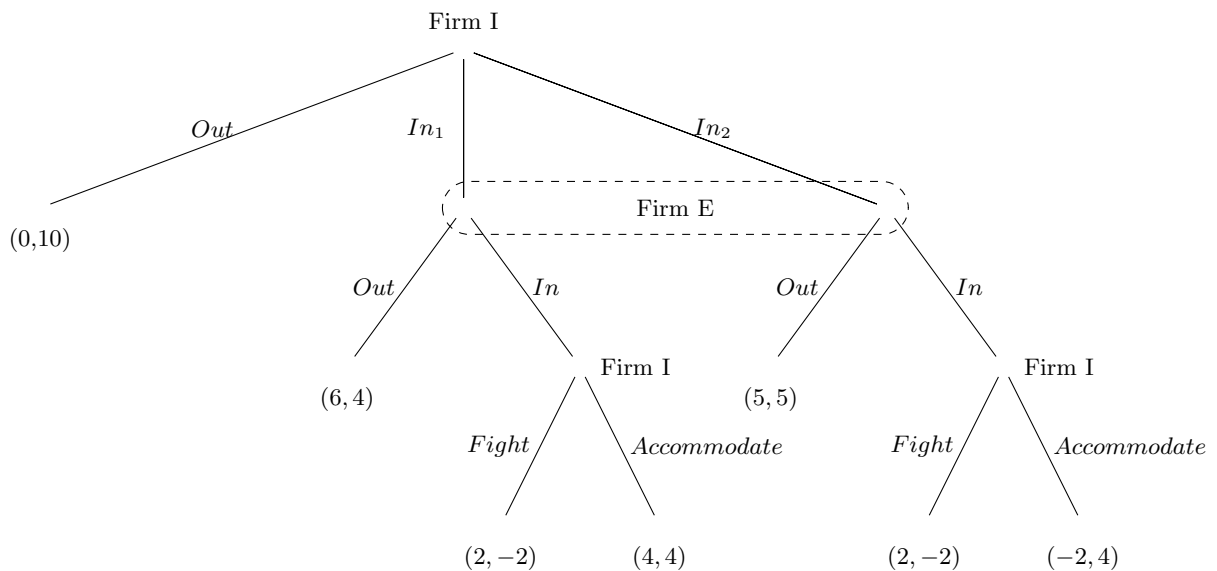 Firm I
Out
In₁
In₂
Firm E
(0,10)
Out
In
Out
In
Firm I
Firm I
(6, 4)
(5, 5)
Fight
Accommodate
Fight
Accommodate
(2, −2)
(4, 4)
(2, −2)
(−2, 4)